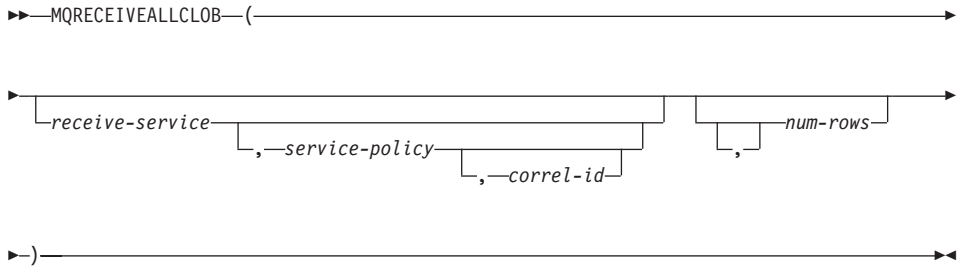 MQRECEIVEALLCLOB (
receive-service num-rows
, service-policy ,
, correl-id
)